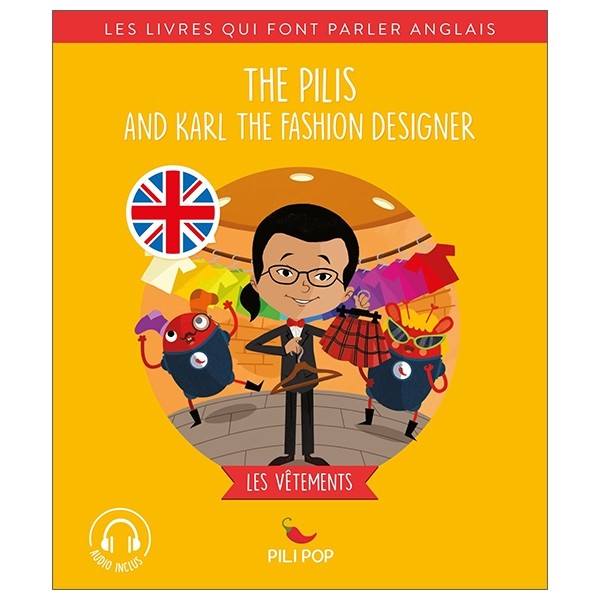 LES LIVRES QUI FONT PARLER ANGLAIS
THE PILIS
AND KARL THE FASHION DESIGNER
LES VÊTEMENTS
AUDIO INCLUS
PILI POP